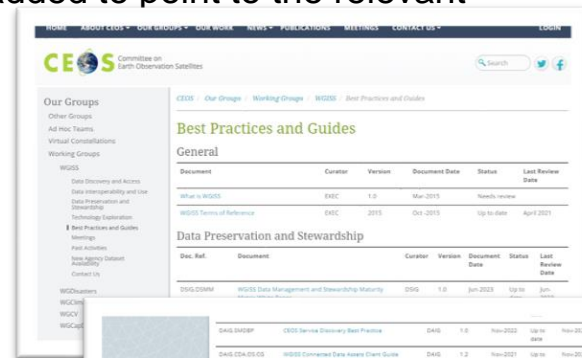 added to point to the relevant
HOME ABOUT CEOS OUR GROUPS OUR WORK NEWS PUBLICATIONS MEETINGS CONTACT US LOGIN
CEOS Committee on
Earth Observation Satellites
Search
Our Groups
Other Groups
Ad Hoc Teams
Virtual Constellations
Working Groups
WGISS
Data Discovery and Access
Data Interoperability and Use
Data Preservation and
Stewardship
Technology Exploration
Best Practices and Guides
Meetings
Past Activities
New Agency Dataset
Availability
Contact Us
WGDisasters
WGClim
WGCV
WGCap
CEOS / Our Groups / Working Groups / WGISS / Best Practices and Guides
Best Practices and Guides
General
Document Curator Version Document Date Status Last Review
Date
What is WGISS EXEC 1.0 Mar-2015 Needs review
WGISS Terms of Reference EXEC 2015 Oct-2015 Up to date April 2021
Data Preservation and Stewardship
Doc. Ref. Document Curator Version Document
Date Status Last
Review
Date
DSIG.DSMM WGISS Data Management and Stewardship Maturity DSIG 1.0 Jun-2023 Up to Jun-
DAIG.SMDBP CEOS Service Discovery Best Practice DAIG 1.0 Nov-2022 Up to
date Nov-202
DAIG.CDA.DS.CG WGISS Connected Data Assets Client Guide DAIG 1.2 Nov-2021 Up to Nov-202